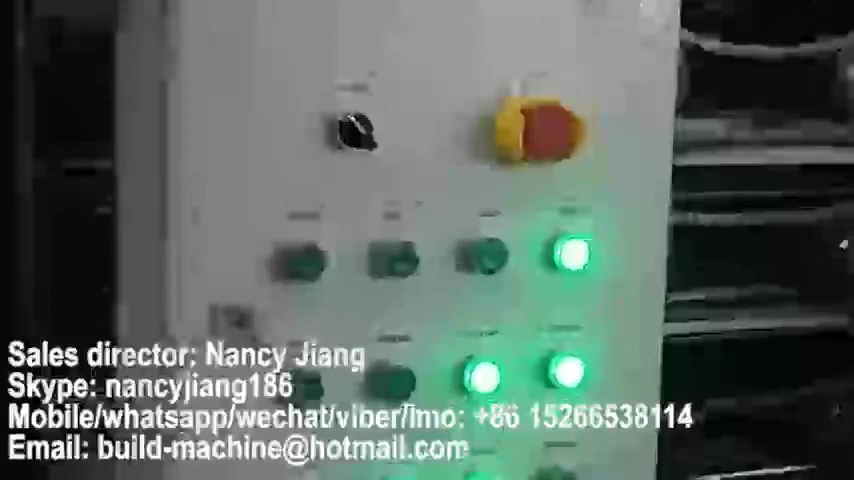 Sales director: Nancy Jiang
Skype: nancyjiang186
Mobile/whatsapp/wechat/viber/imo: +86 15266538114
Email: build-machine@hotmail.com